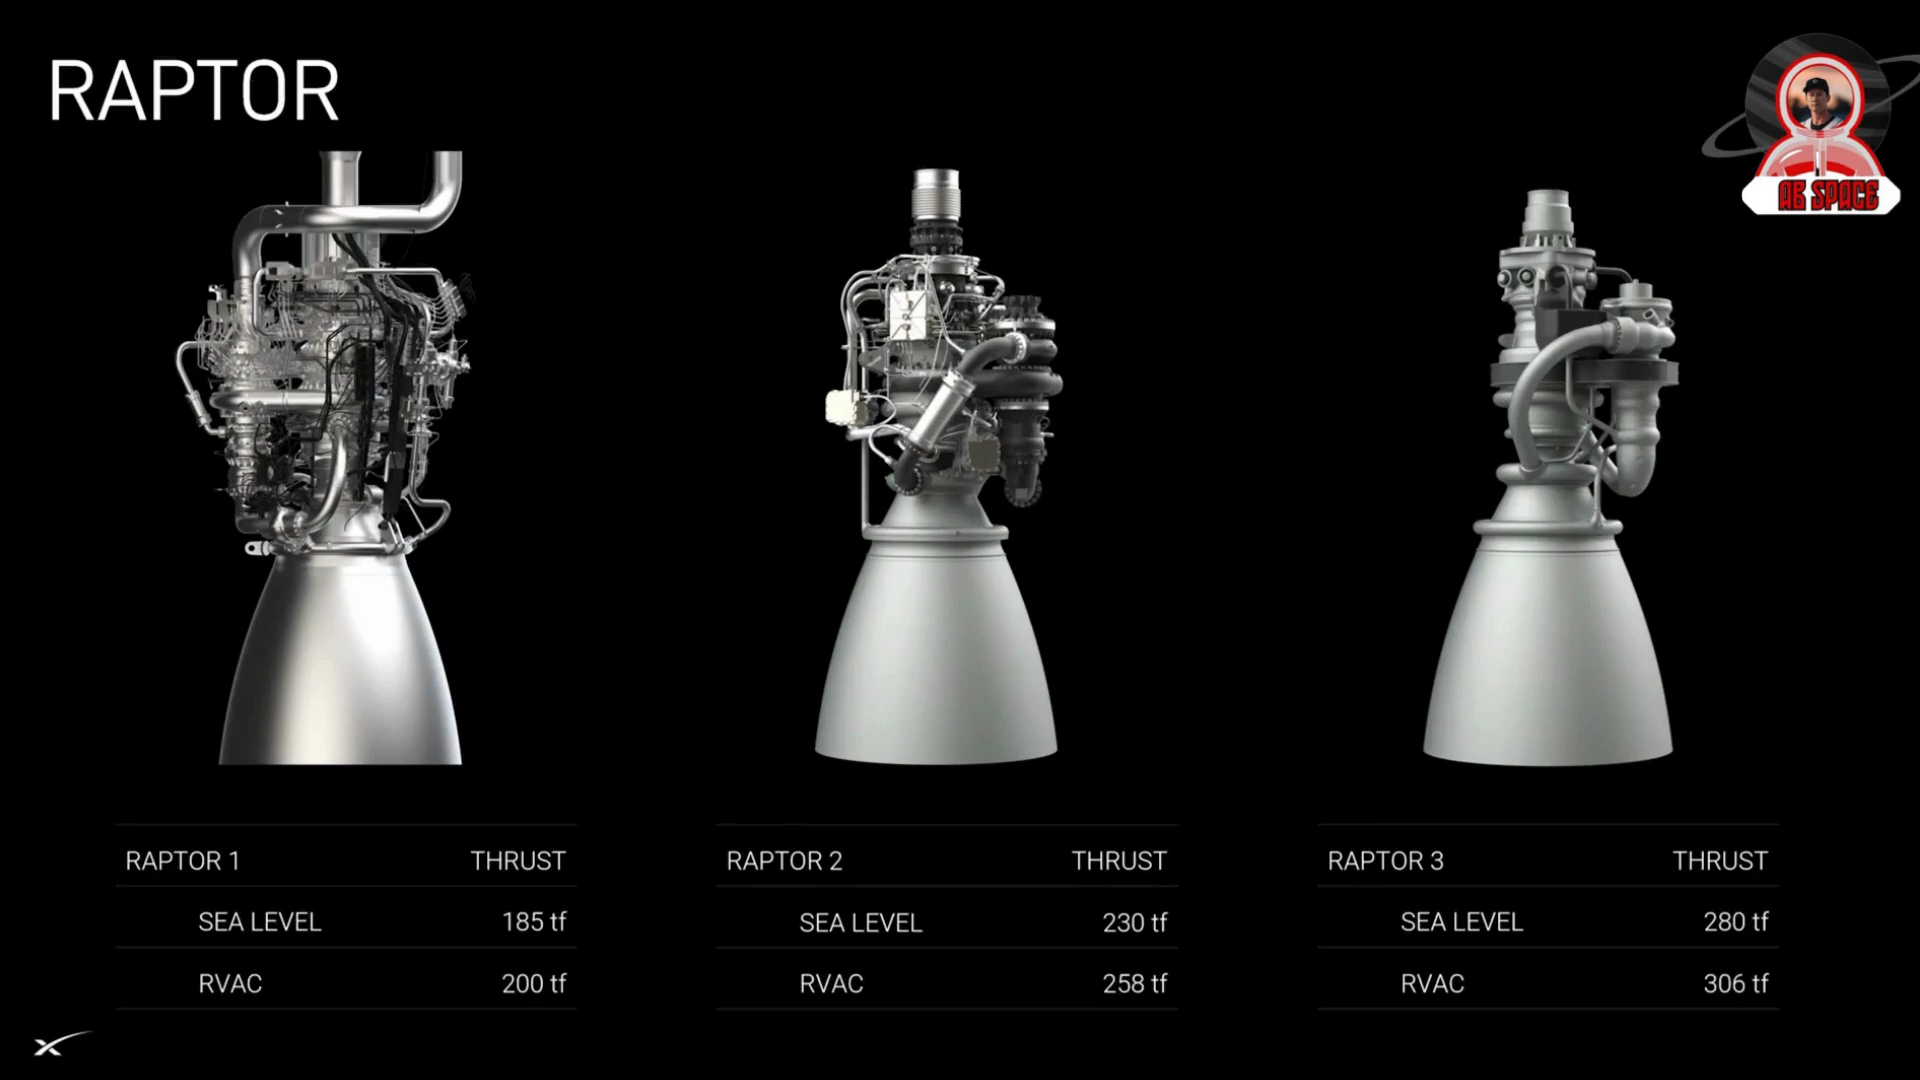 RAPTOR
AB SPACE
RAPTOR 1 THRUST
SEA LEVEL 185 tf
RVAC 200 tf
RAPTOR 2 THRUST
SEA LEVEL 230 tf
RVAC 258 tf
RAPTOR 3 THRUST
SEA LEVEL 280 tf
RVAC 306 tf